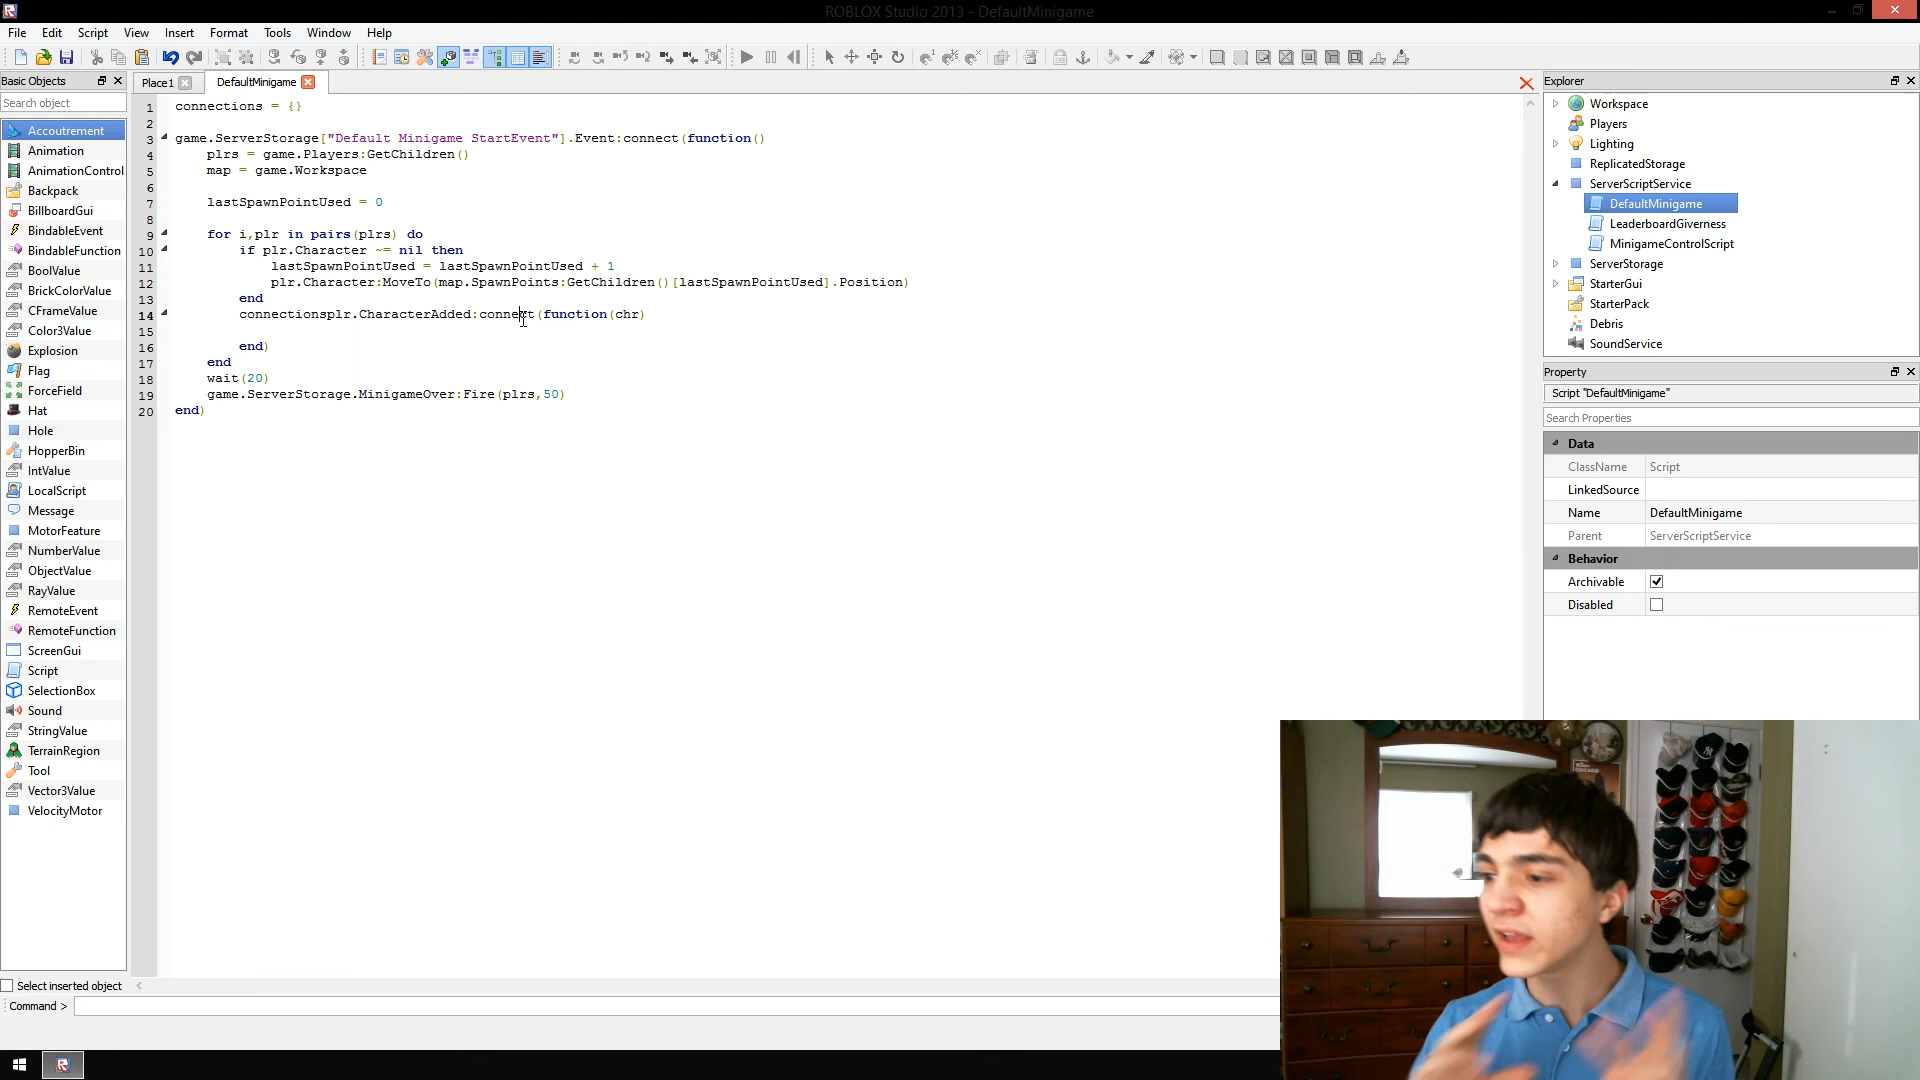 ROBLOX Studio 2013 - DefaultMinigame
File Edit Script View Insert Format Tools Window Help
Basic Objects
Place1
DefaultMinigame
Search object
Accoutrement
Animation
AnimationControl
Backpack
BillboardGui
BindableEvent
BindableFunction
BoolValue
BrickColorValue
CFrameValue
Color3Value
Explosion
Flag
ForceField
Hat
Hole
HopperBin
IntValue
LocalScript
Message
MotorFeature
NumberValue
ObjectValue
RayValue
RemoteEvent
RemoteFunction
ScreenGui
Script
SelectionBox
Sound
StringValue
TerrainRegion
Tool
Vector3Value
VelocityMotor
Select inserted object
Command >
1 connections = {}
2
3 game.ServerStorage["Default Minigame StartEvent"].Event:connect(function()
4 plrs = game.Players:GetChildren()
5 map = game.Workspace
6
7 lastSpawnPointUsed = 0
8
9 for i,plr in pairs(plrs) do
10 if plr.Character ~= nil then
11 lastSpawnPointUsed = lastSpawnPointUsed + 1
12 plr.Character:MoveTo(map.SpawnPoints:GetChildren()[lastSpawnPointUsed].Position)
13 end
14 connectionsplr.CharacterAdded:connect(function(chr)
15
16 end)
17 end
18 wait(20)
19 game.ServerStorage.MinigameOver:Fire(plrs,50)
20 end)
Explorer
Workspace
Players
Lighting
ReplicatedStorage
ServerScriptService
DefaultMinigame
LeaderboardGiverness
MinigameControlScript
ServerStorage
StarterGui
StarterPack
Debris
SoundService
Property
Script "DefaultMinigame"
Search Properties
Data
ClassName Script
LinkedSource
Name DefaultMinigame
Parent ServerScriptService
Behavior
Archivable
Disabled